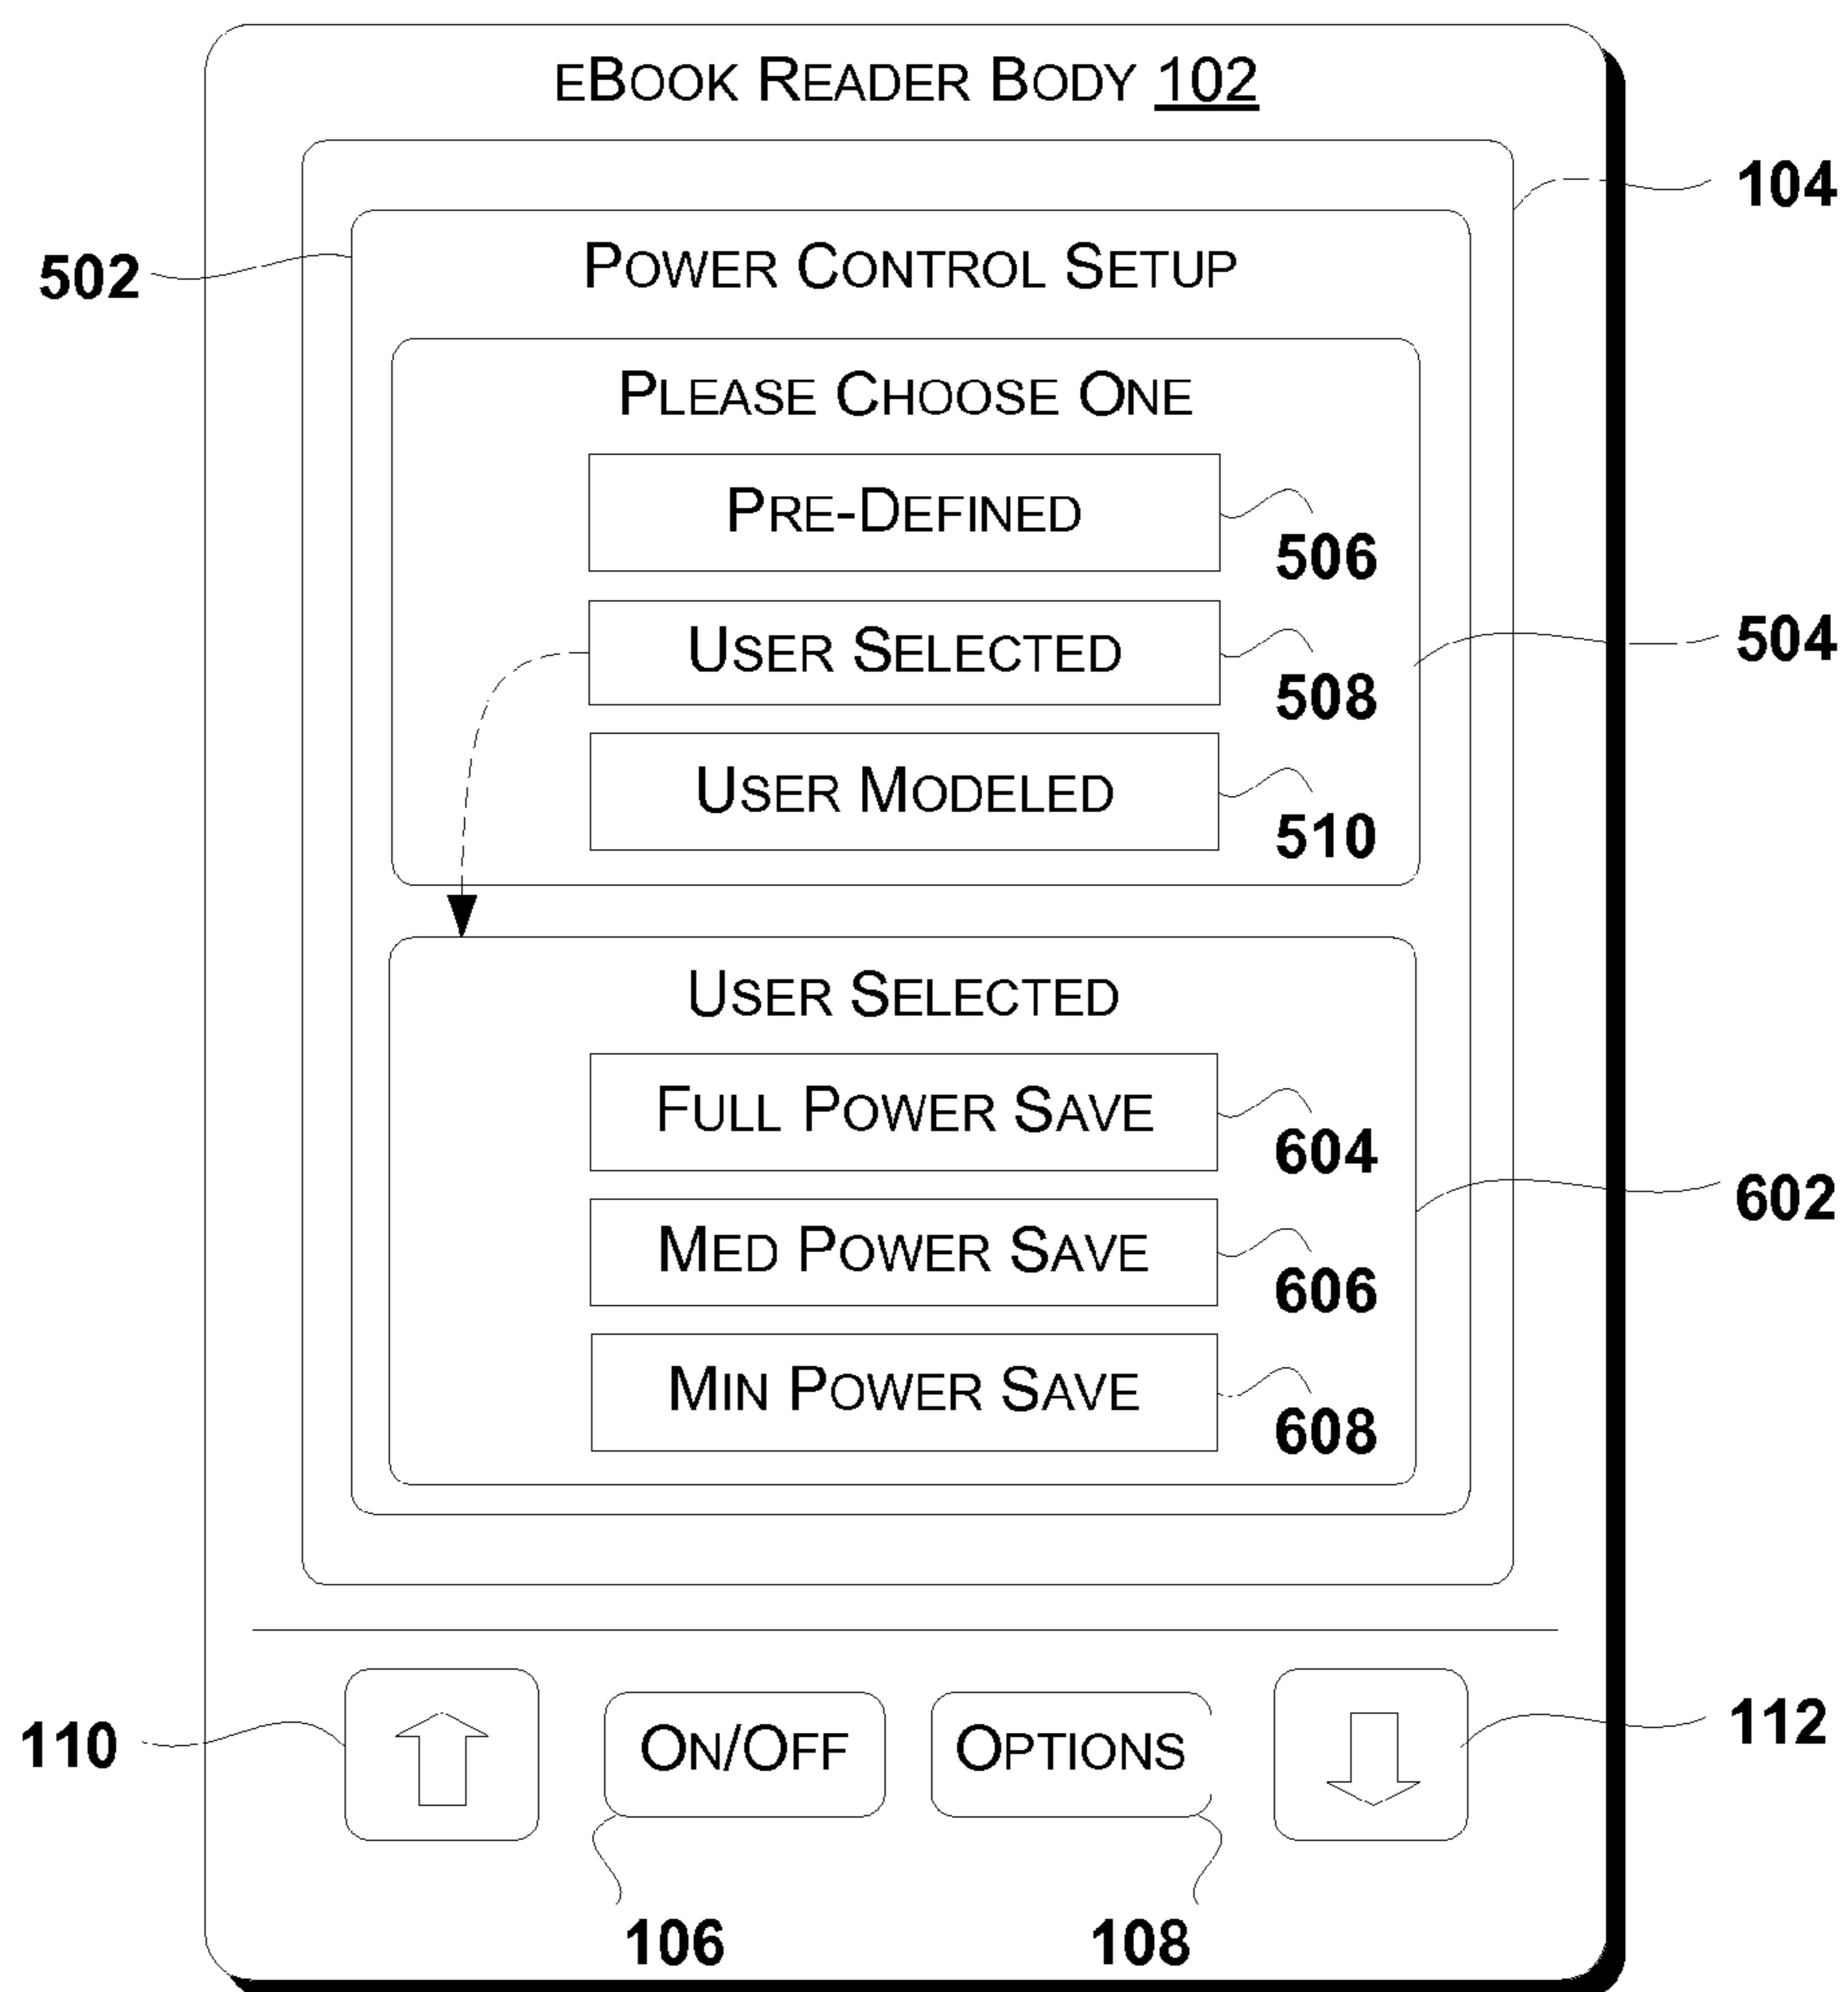 eBook Reader Body 102
104
502
Power Control Setup
Please Choose One
Pre-Defined
506
User Selected
508
504
User Modeled
510
User Selected
Full Power Save
604
602
Med Power Save
606
Min Power Save
608
110
On/Off
Options
112
106
108